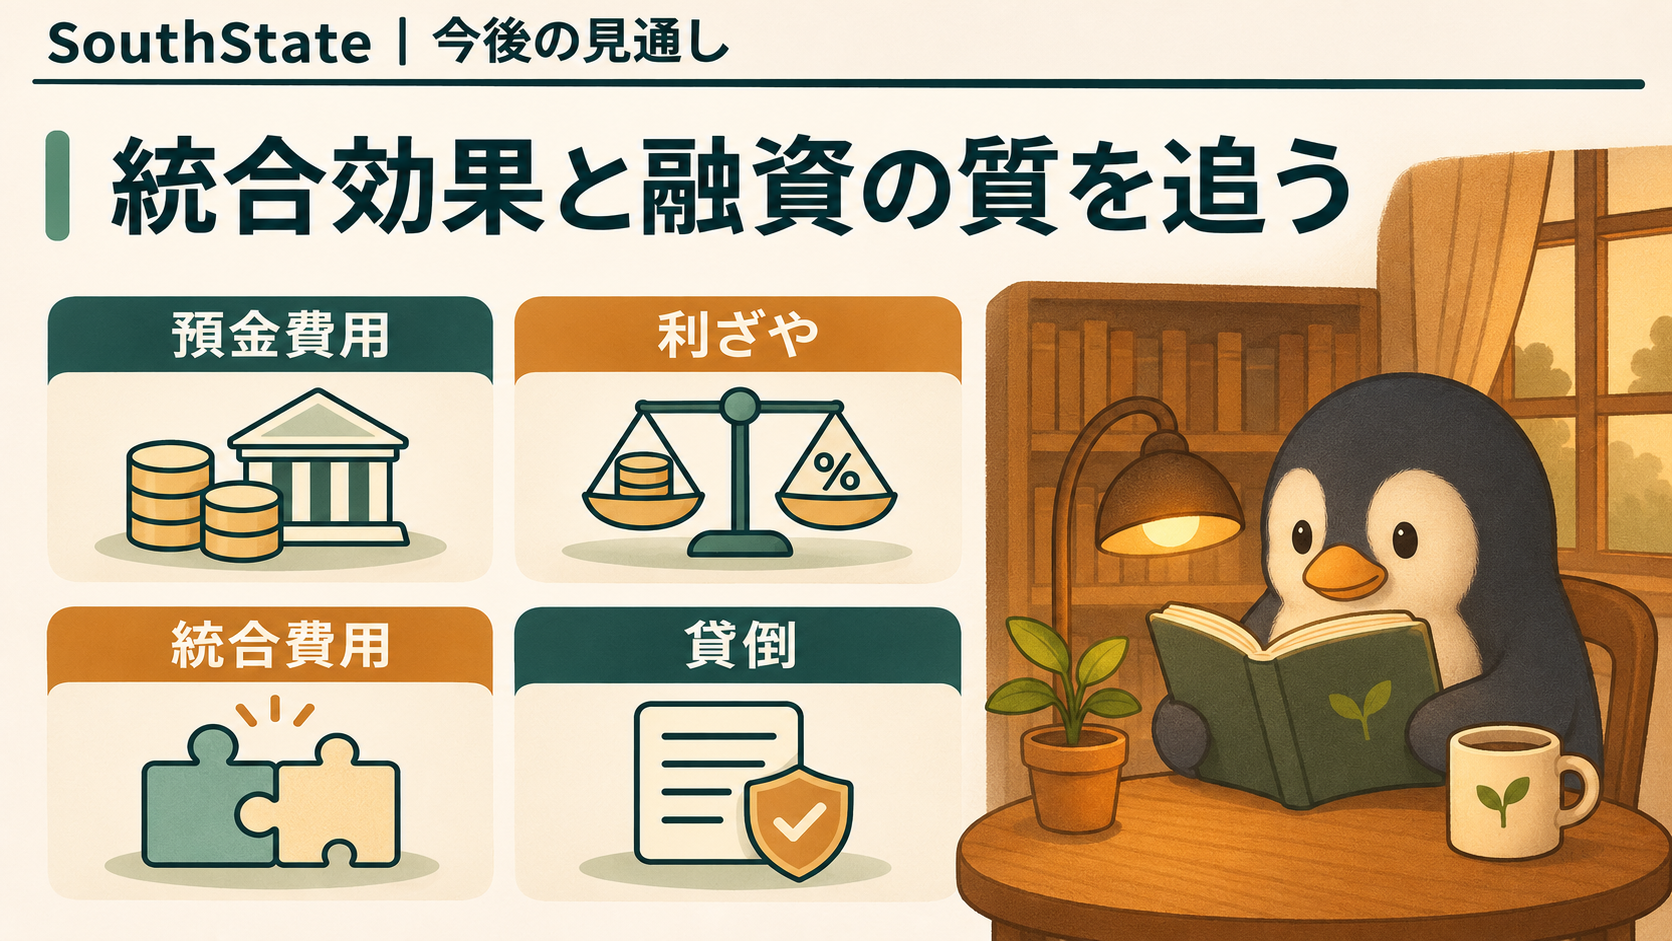 SouthState | 今後の見通し
統合効果と融資の質を追う
預金費用
利ざや
%
統合費用
貸倒